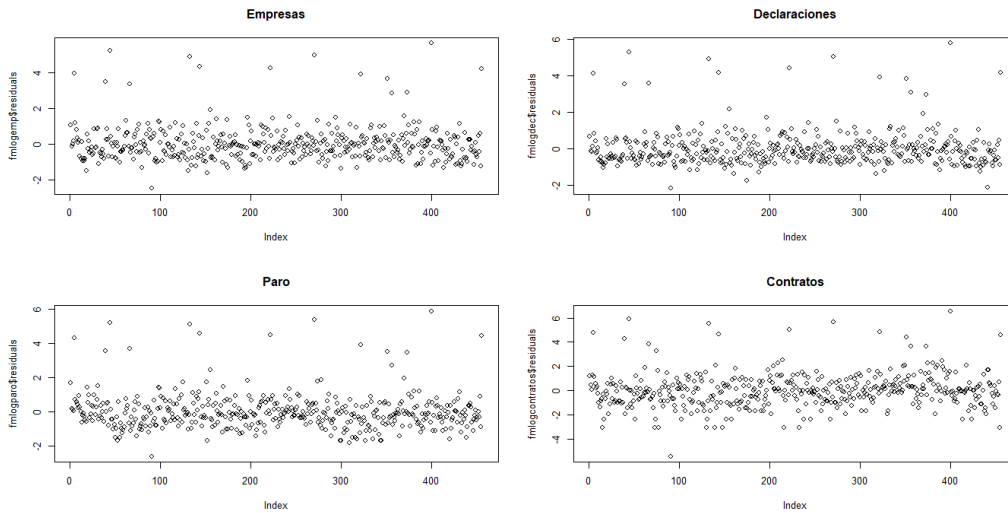 Empresas
fmlogemp$residuals
4
2
0
-2
0 100 200 300 400
Index
Declaraciones
fmlogdec$residuals
6
4
2
0
-2
0 100 200 300 400
Index
Paro
fmlogparo$residuals
6
4
2
0
-2
0 100 200 300 400
Index
Contratos
fmlogcontratos$residuals
6
4
2
0
-2
-4
0 100 200 300 400
Index